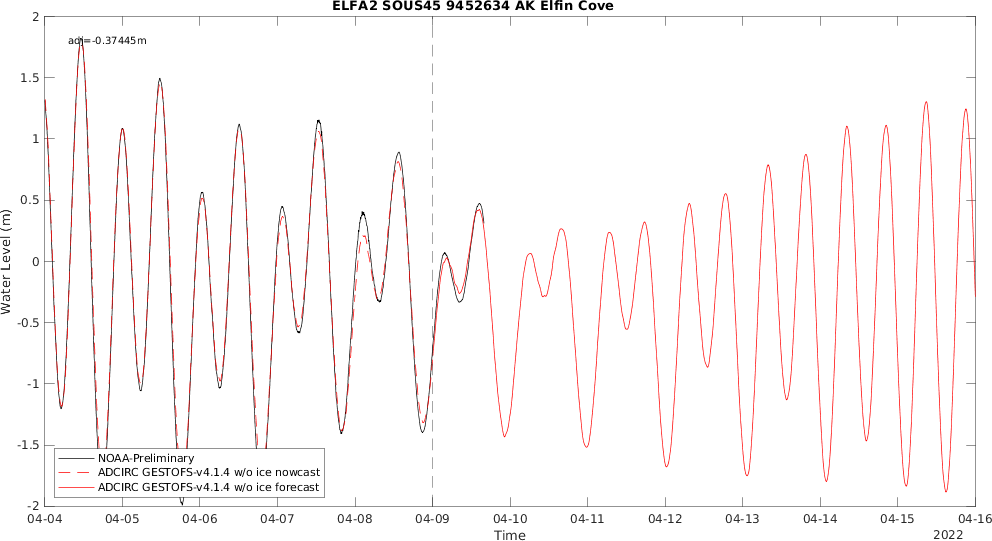 ELFA2 SOUS45 9452634 AK Elfin Cove
adj=-0.37445m
Water Level (m)
2
1.5
1
0.5
0
-0.5
-1
-1.5
-2
NOAA-Preliminary
ADCIRC GESTOFS-v4.1.4 w/o ice nowcast
ADCIRC GESTOFS-v4.1.4 w/o ice forecast
04-04 04-05 04-06 04-07 04-08 04-09 04-10 04-11 04-12 04-13 04-14 04-15 04-16
Time
2022